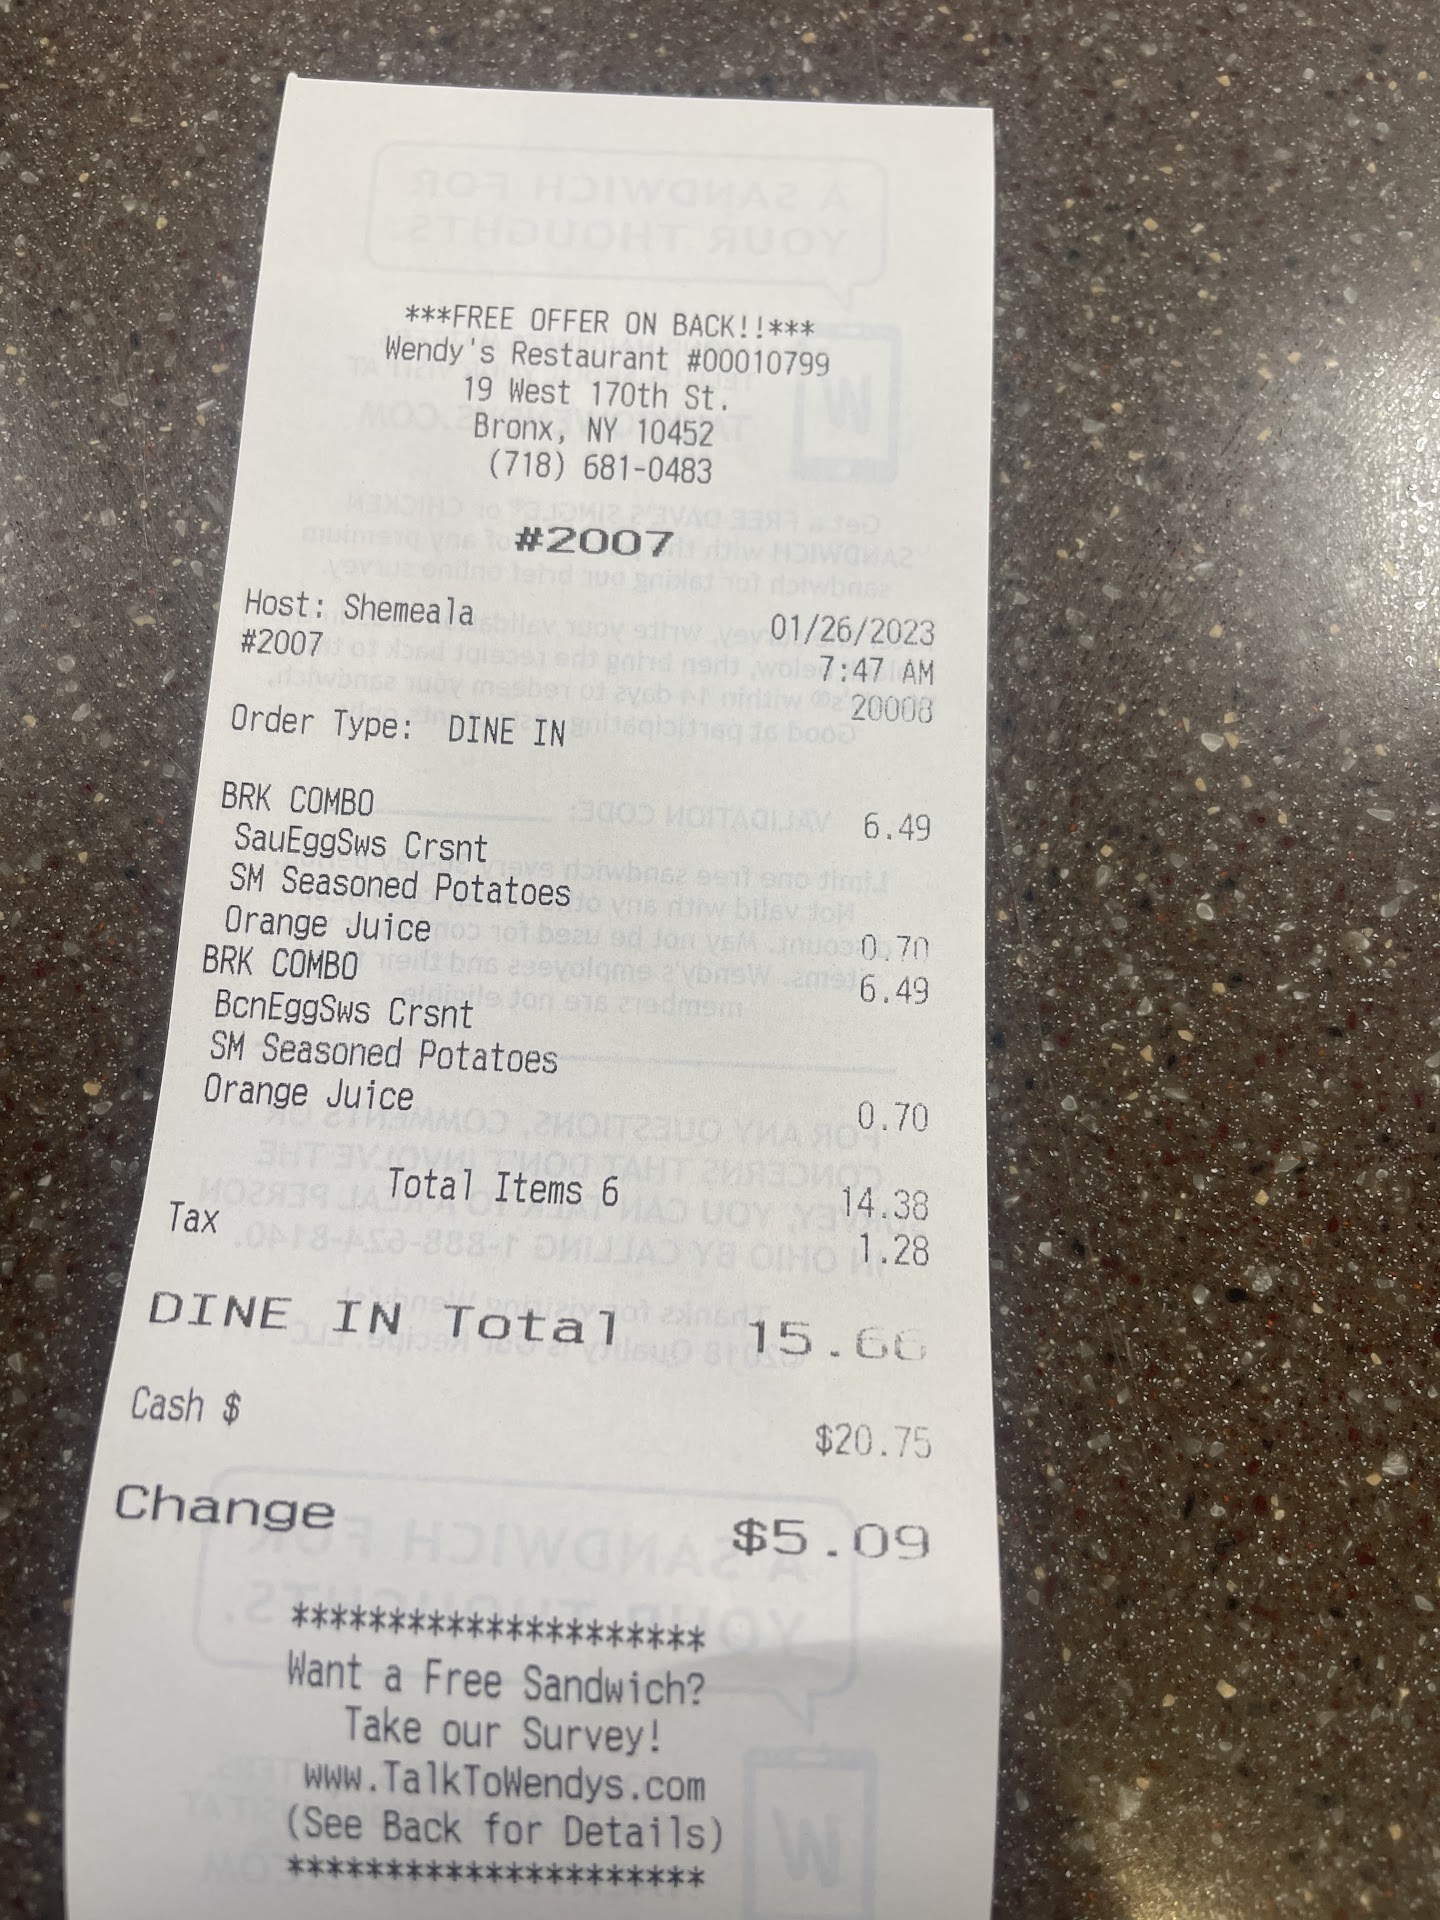 ***FREE OFFER ON BACK!!***
Wendy's Restaurant #00010799
19 West 170th St.
Bronx, NY 10452
(718) 681-0483
#2007
Host: Shemeala 01/26/2023
#2007 7:47 AM
20008
Order Type: DINE IN
BRK COMBO 6.49
SauEggSws Crsnt
SM Seasoned Potatoes
Orange Juice 0.70
BRK COMBO 6.49
BcnEggSws Crsnt
SM Seasoned Potatoes
Orange Juice 0.70
Total Items 6 14.38
Tax 1.28
DINE IN Total 15.66
Cash $ $20.75
Change $5.09
*********************
Want a Free Sandwich?
Take our Survey!
www.TalkToWendys.com
(See Back for Details)
*********************